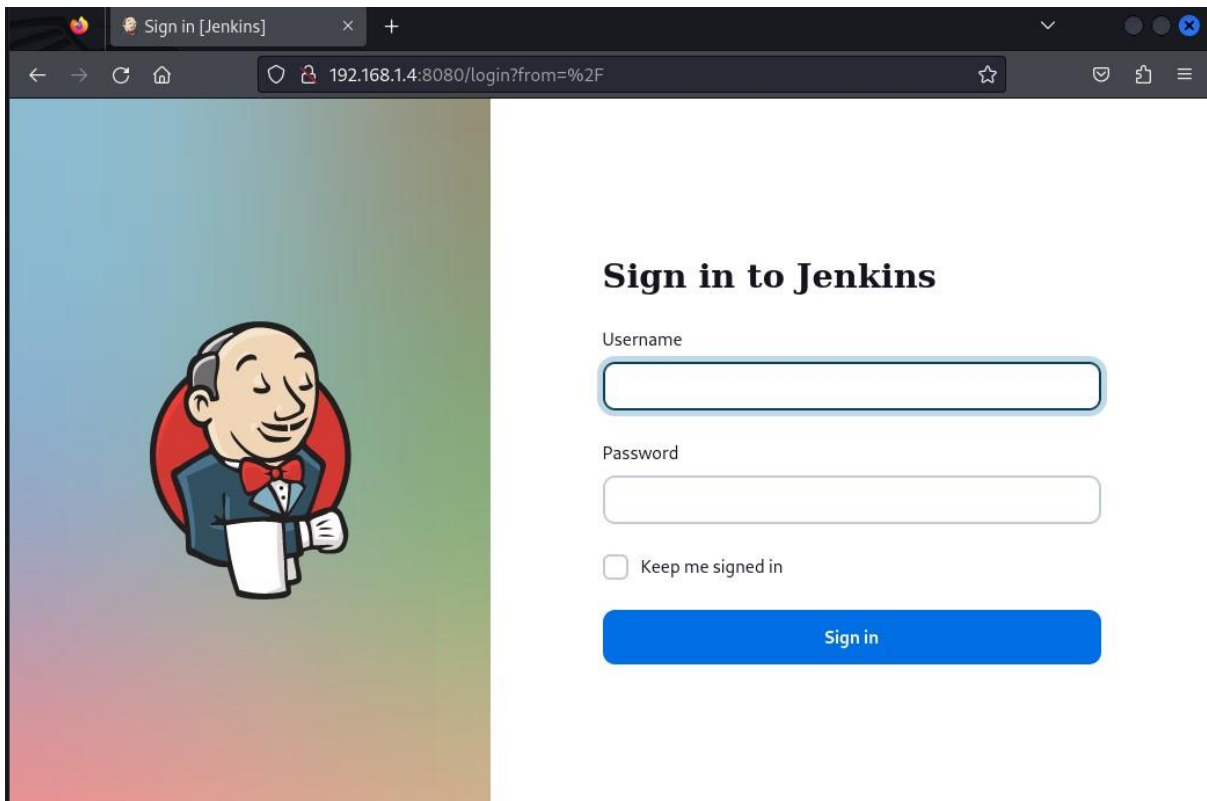 Sign in [Jenkins]
192.168.1.4:8080/login?from=%2F
Sign in to Jenkins
Username
Password
Keep me signed in
Sign in